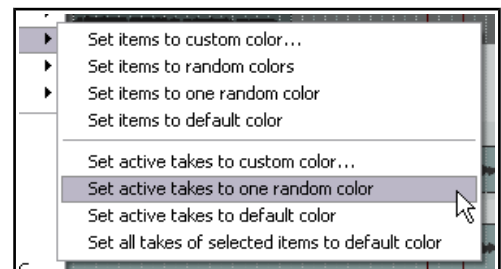 Set items to custom color...
Set items to random colors
Set items to one random color
Set items to default color
Set active takes to custom color...
Set active takes to one random color
Set active takes to default color
Set all takes of selected items to default color